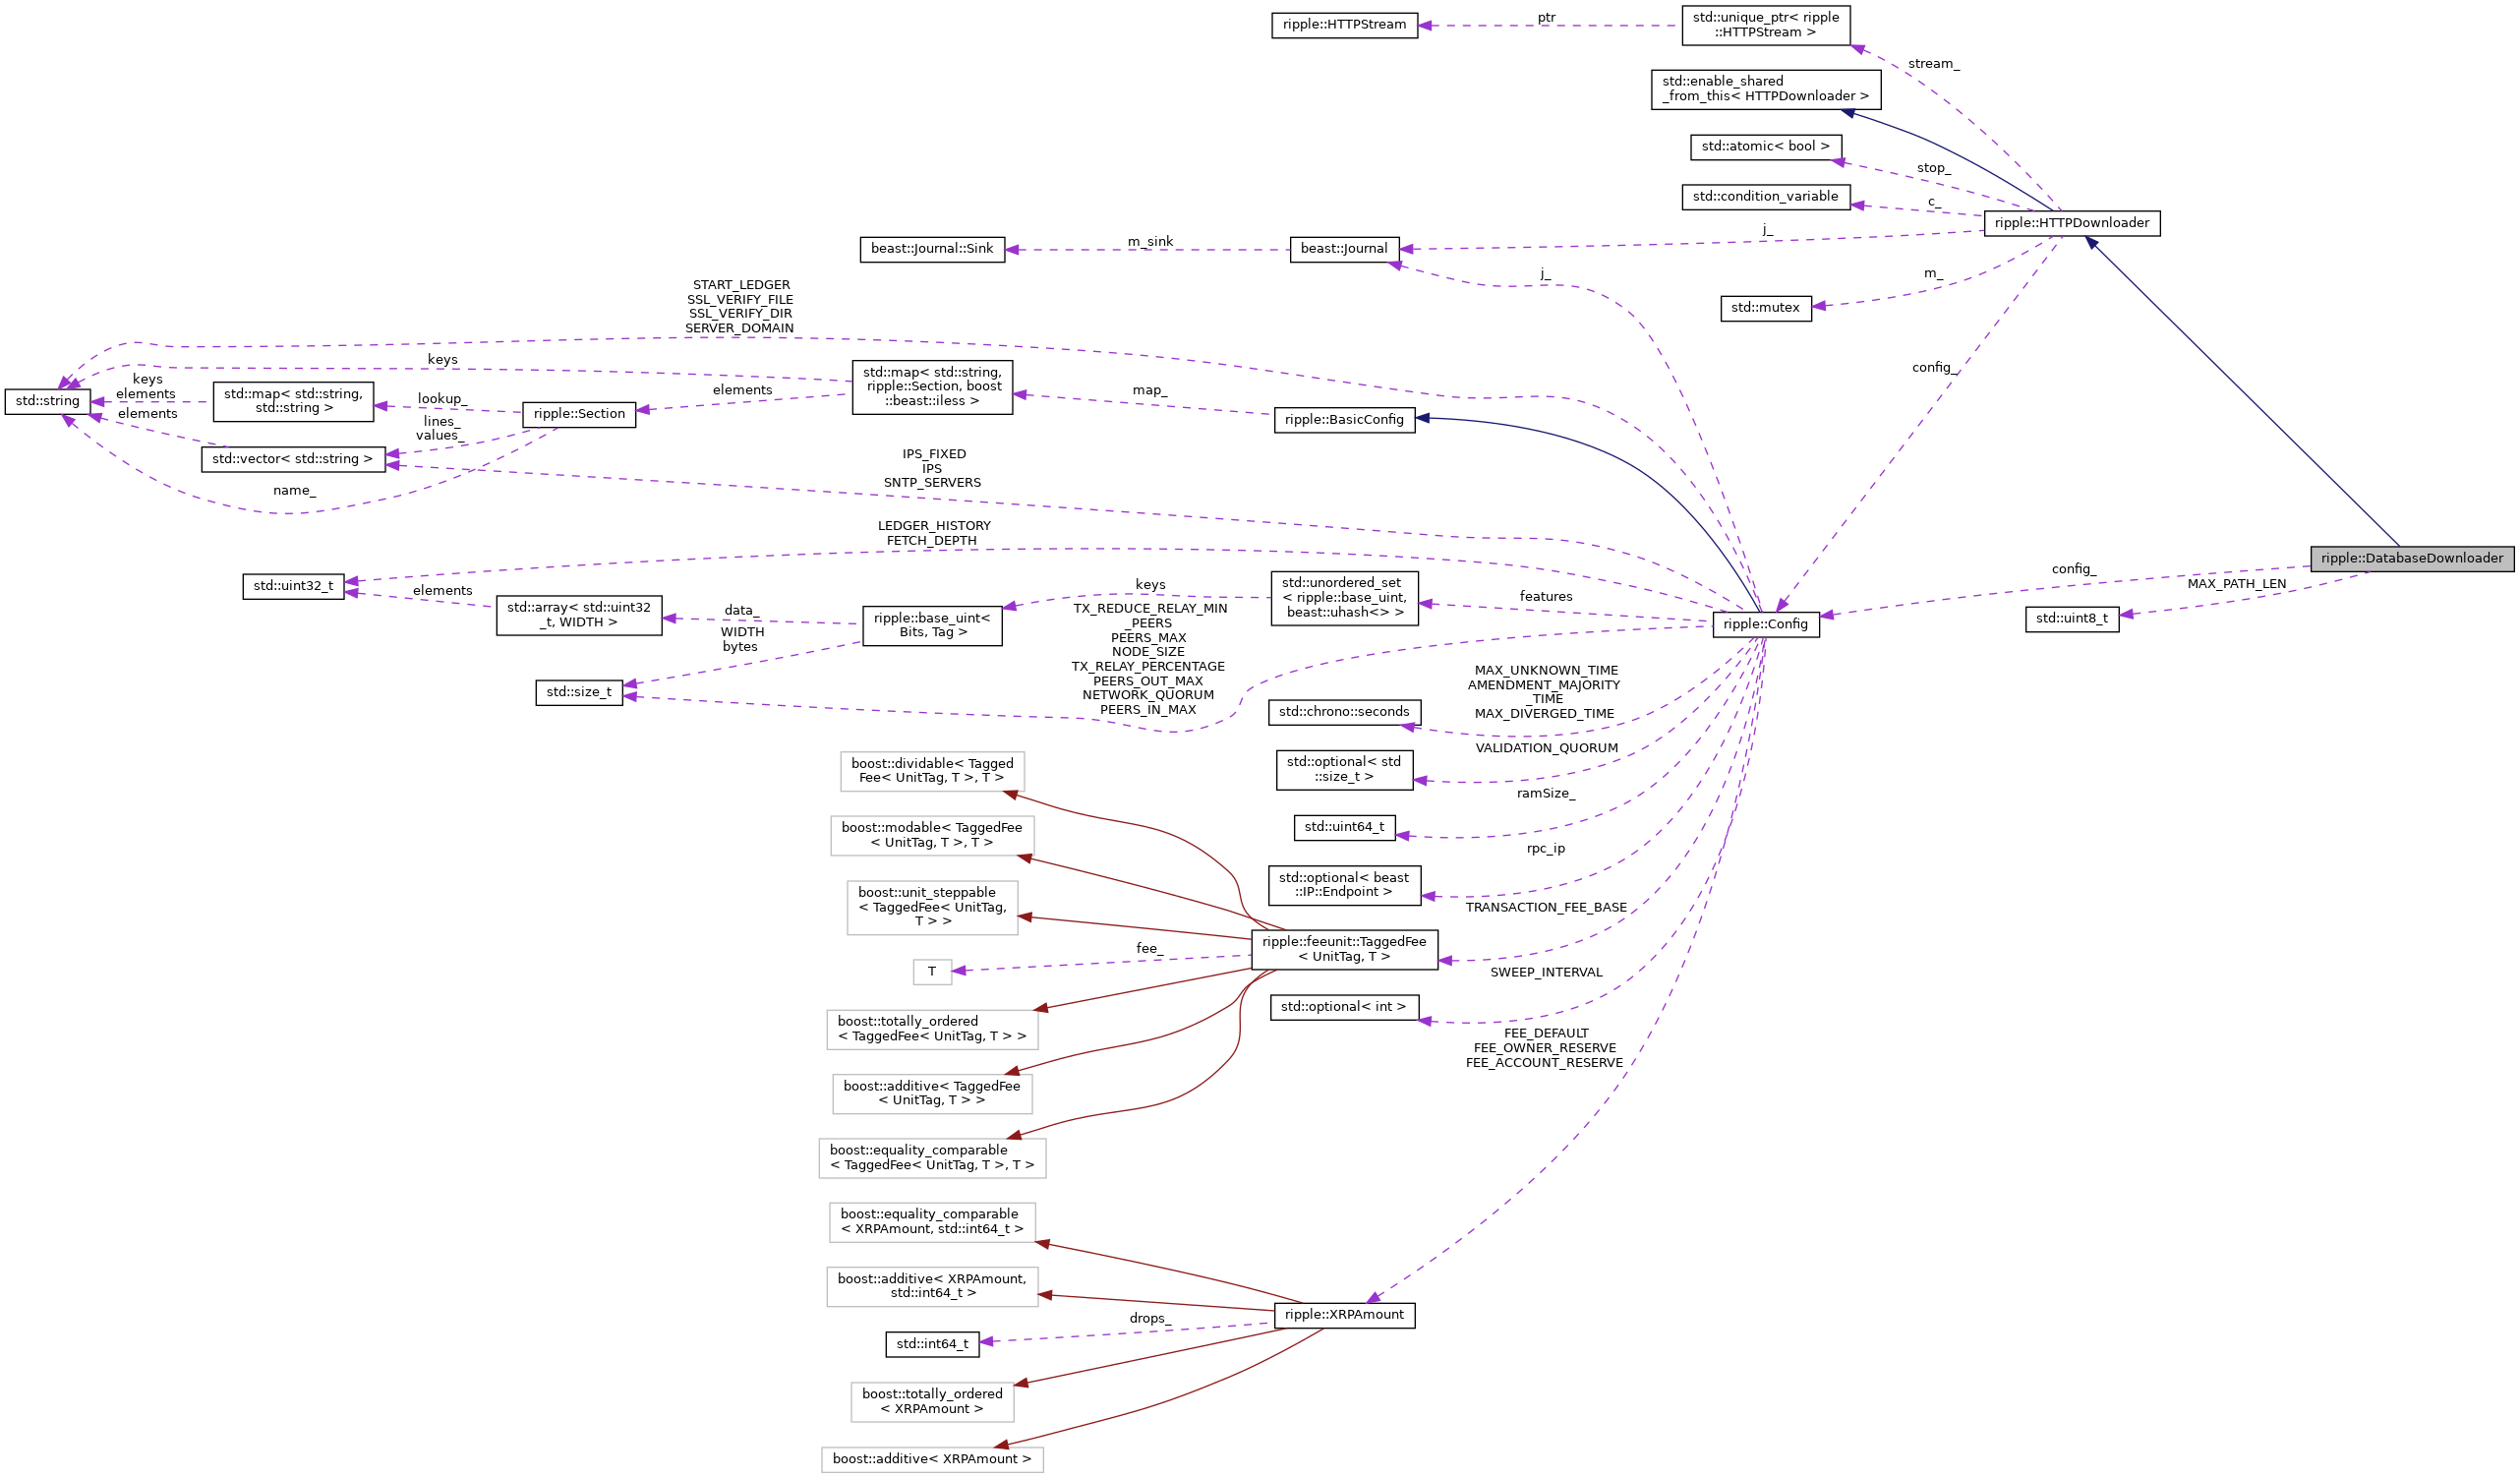 ripple::HTTPStream
ptr
std::unique_ptr< ripple
::HTTPStream >
stream_
std::enable_shared
_from_this< HTTPDownloader >
std::atomic< bool >
stop_
std::condition_variable
c_
ripple::HTTPDownloader
beast::Journal::Sink
m_sink
beast::Journal
j_
j_
m_
std::mutex
START_LEDGER
SSL_VERIFY_FILE
SSL_VERIFY_DIR
SERVER_DOMAIN
keys
std::map< std::string,
ripple::Section, boost
::beast::iless >
config_
std::string
keys
elements
std::map< std::string,
std::string >
lookup_
ripple::Section
elements
map_
ripple::BasicConfig
elements
lines_
values_
std::vector< std::string >
name_
IPS_FIXED
IPS
SNTP_SERVERS
LEDGER_HISTORY
FETCH_DEPTH
ripple::DatabaseDownloader
config_
MAX_PATH_LEN
std::uint8_t
std::uint32_t
elements
std::array< std::uint32
_t, WIDTH >
data_
WIDTH
bytes
ripple::base_uint<
Bits, Tag >
keys
std::unordered_set
< ripple::base_uint,
beast::uhash<> >
features
ripple::Config
std::size_t
TX_REDUCE_RELAY_MIN
_PEERS
PEERS_MAX
NODE_SIZE
TX_RELAY_PERCENTAGE
PEERS_OUT_MAX
NETWORK_QUORUM
PEERS_IN_MAX
MAX_UNKNOWN_TIME
AMENDMENT_MAJORITY
_TIME
MAX_DIVERGED_TIME
std::chrono::seconds
VALIDATION_QUORUM
std::optional< std
::size_t >
ramSize_
std::uint64_t
rpc_ip
std::optional< beast
::IP::Endpoint >
TRANSACTION_FEE_BASE
boost::dividable< Tagged
Fee< UnitTag, T >, T >
boost::modable< TaggedFee
< UnitTag, T >, T >
boost::unit_steppable
< TaggedFee< UnitTag,
T > >
fee_
T
ripple::feeunit::TaggedFee
< UnitTag, T >
SWEEP_INTERVAL
std::optional< int >
boost::totally_ordered
< TaggedFee< UnitTag, T > >
boost::additive< TaggedFee
< UnitTag, T > >
boost::equality_comparable
< TaggedFee< UnitTag, T >, T >
FEE_DEFAULT
FEE_OWNER_RESERVE
FEE_ACCOUNT_RESERVE
boost::equality_comparable
< XRPAmount, std::int64_t >
boost::additive< XRPAmount,
std::int64_t >
ripple::XRPAmount
drops_
std::int64_t
boost::totally_ordered
< XRPAmount >
boost::additive< XRPAmount >